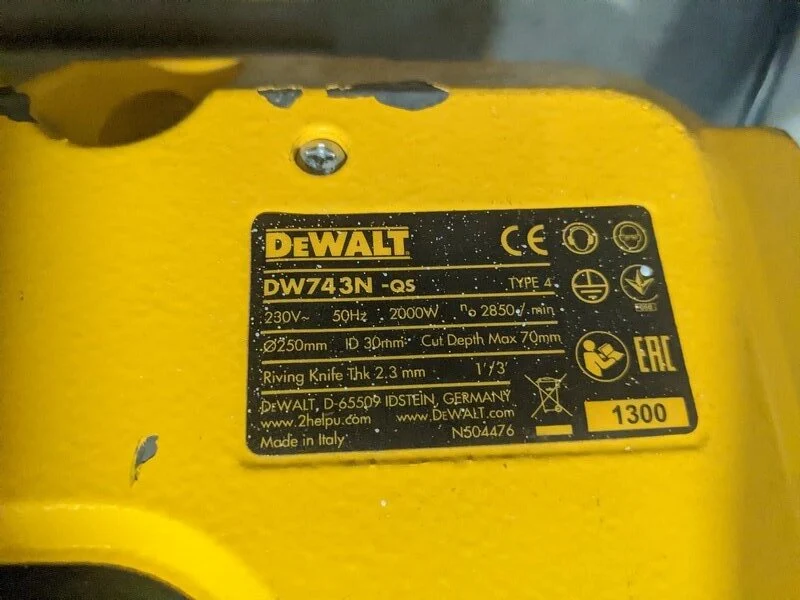 DEWALT
CE
DW743N -QS TYPE 4
230V~ 50Hz 2000W n₀ 2850 / min
Ø250mm ID 30mm Cut Depth Max 70mm
Riving Knife Thk 2.3 mm 1'/3'
DeWALT, D-65509 IDSTEIN, GERMANY
www.2helpu.com www.DeWALT.com
Made in Italy N504476
EAC
1300